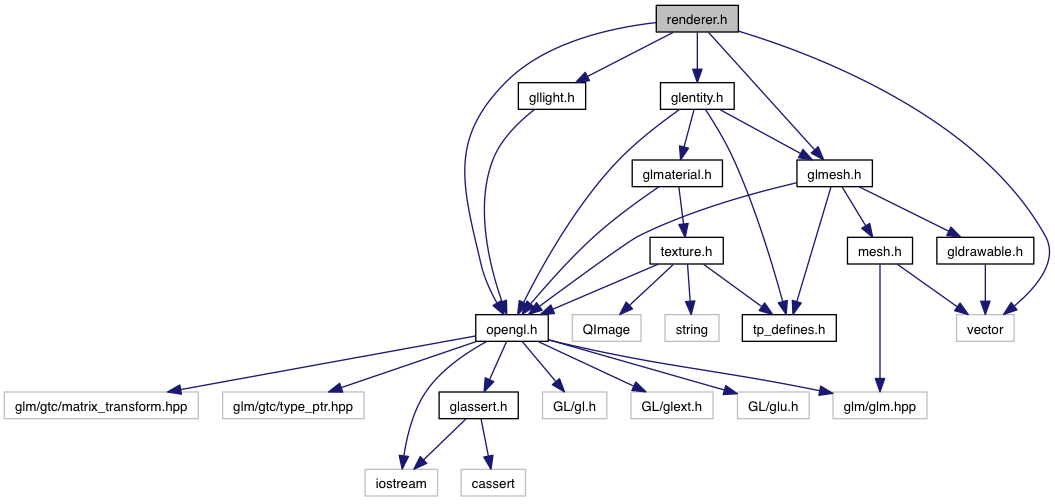 renderer.h
gllight.h
glentity.h
glmaterial.h
glmesh.h
texture.h
mesh.h
gldrawable.h
opengl.h
QImage
string
tp_defines.h
vector
glm/gtc/matrix_transform.hpp
glm/gtc/type_ptr.hpp
glassert.h
GL/gl.h
GL/glext.h
GL/glu.h
glm/glm.hpp
iostream
cassert